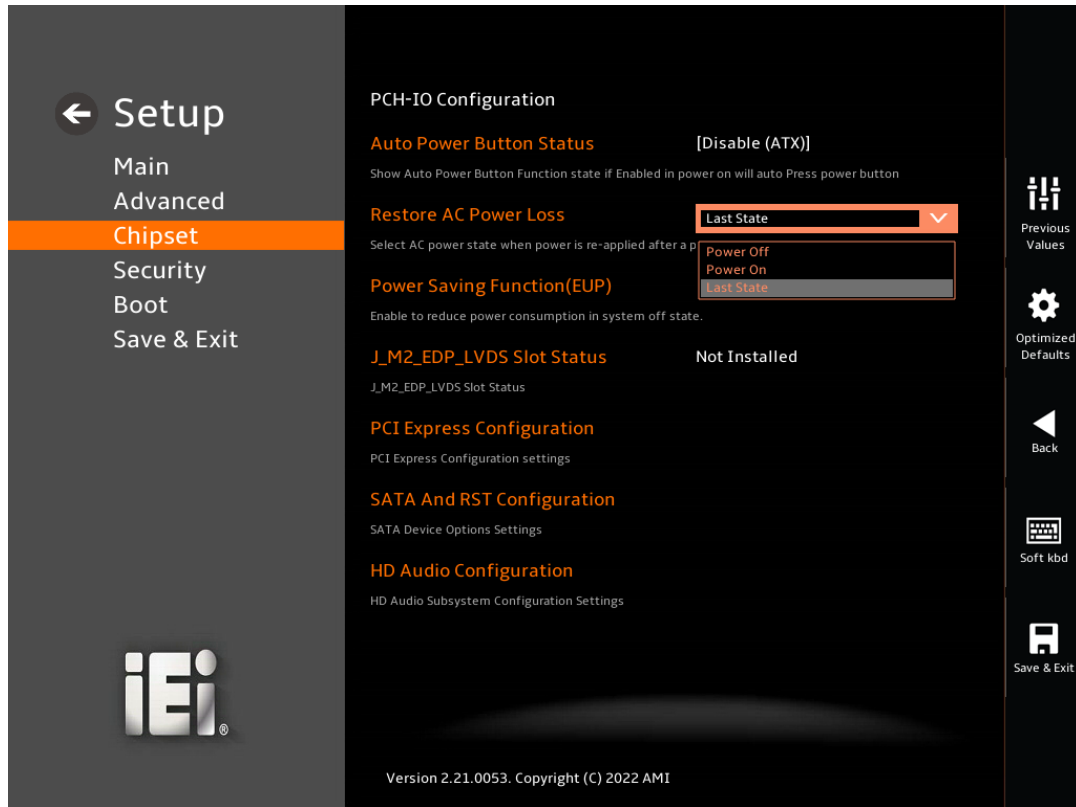 Setup
Main
Advanced
Chipset
Security
Boot
Save & Exit
iEi®
PCH-IO Configuration
Auto Power Button Status [Disable (ATX)]
Show Auto Power Button Function state if Enabled in power on will auto Press power button
Restore AC Power Loss Last State
Select AC power state when power is re-applied after a p
Power Off
Power On
Last State
Power Saving Function(EUP)
Enable to reduce power consumption in system off state.
J_M2_EDP_LVDS Slot Status Not Installed
J_M2_EDP_LVDS Slot Status
PCI Express Configuration
PCI Express Configuration settings
SATA And RST Configuration
SATA Device Options Settings
HD Audio Configuration
HD Audio Subsystem Configuration Settings
Version 2.21.0053. Copyright (C) 2022 AMI
Previous
Values
Optimized
Defaults
Back
Soft kbd
Save & Exit